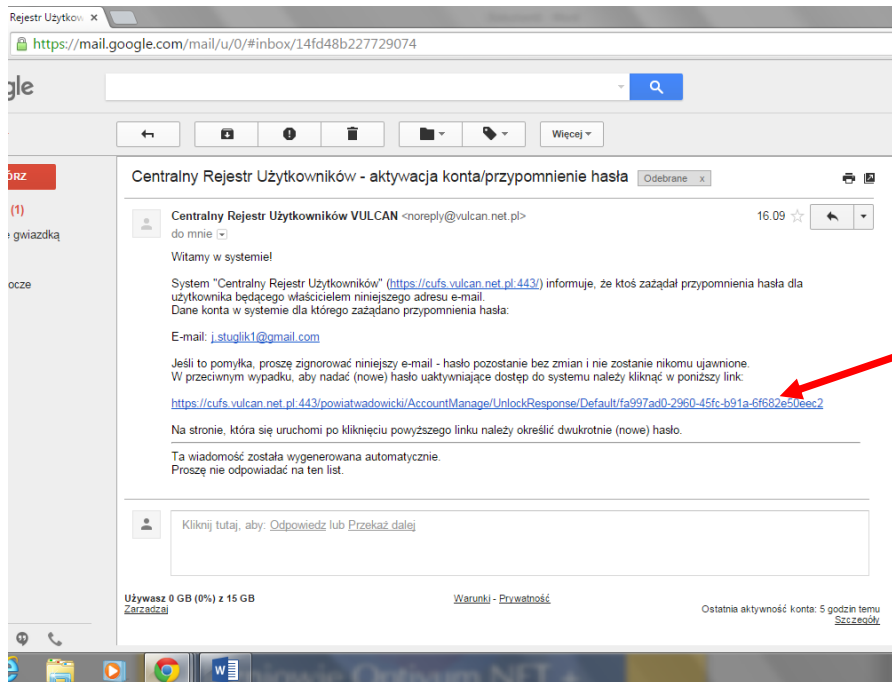 Rejestr Użytkow
https://mail.google.com/mail/u/0/#inbox/14fd48b227729074
gle
Więcej
ÓRZ
Centralny Rejestr Użytkowników - aktywacja konta/przypomnienie hasła Odebrane x
(1)
Centralny Rejestr Użytkowników VULCAN <noreply@vulcan.net.pl> 16.09
do mnie
gwiazdką
Witamy w systemie!
ocze
System "Centralny Rejestr Użytkowników" (https://cufs.vulcan.net.pl:443/) informuje, że ktoś zażądał przypomnienia hasła dla
użytkownika będącego właścicielem niniejszego adresu e-mail.
Dane konta w systemie dla którego zażądano przypomnienia hasła:
E-mail: j.stuglik1@gmail.com
Jeśli to pomyłka, proszę zignorować niniejszy e-mail - hasło pozostanie bez zmian i nie zostanie nikomu ujawnione.
W przeciwnym wypadku, aby nadać (nowe) hasło uaktywniające dostęp do systemu należy kliknąć w poniższy link:
https://cufs.vulcan.net.pl:443/powiatwadowicki/AccountManage/UnlockResponse/Default/fa997ad0-2960-45fc-b91a-6f682e50eec2
Na stronie, która się uruchomi po kliknięciu powyższego linku należy określić dwukrotnie (nowe) hasło.
Ta wiadomość została wygenerowana automatycznie.
Proszę nie odpowiadać na ten list.
Kliknij tutaj, aby: Odpowiedz lub Przekaż dalej
Używasz 0 GB (0%) z 15 GB
Zarządzaj
Warunki - Prywatność
Ostatnia aktywność konta: 5 godzin temu
Szczegóły